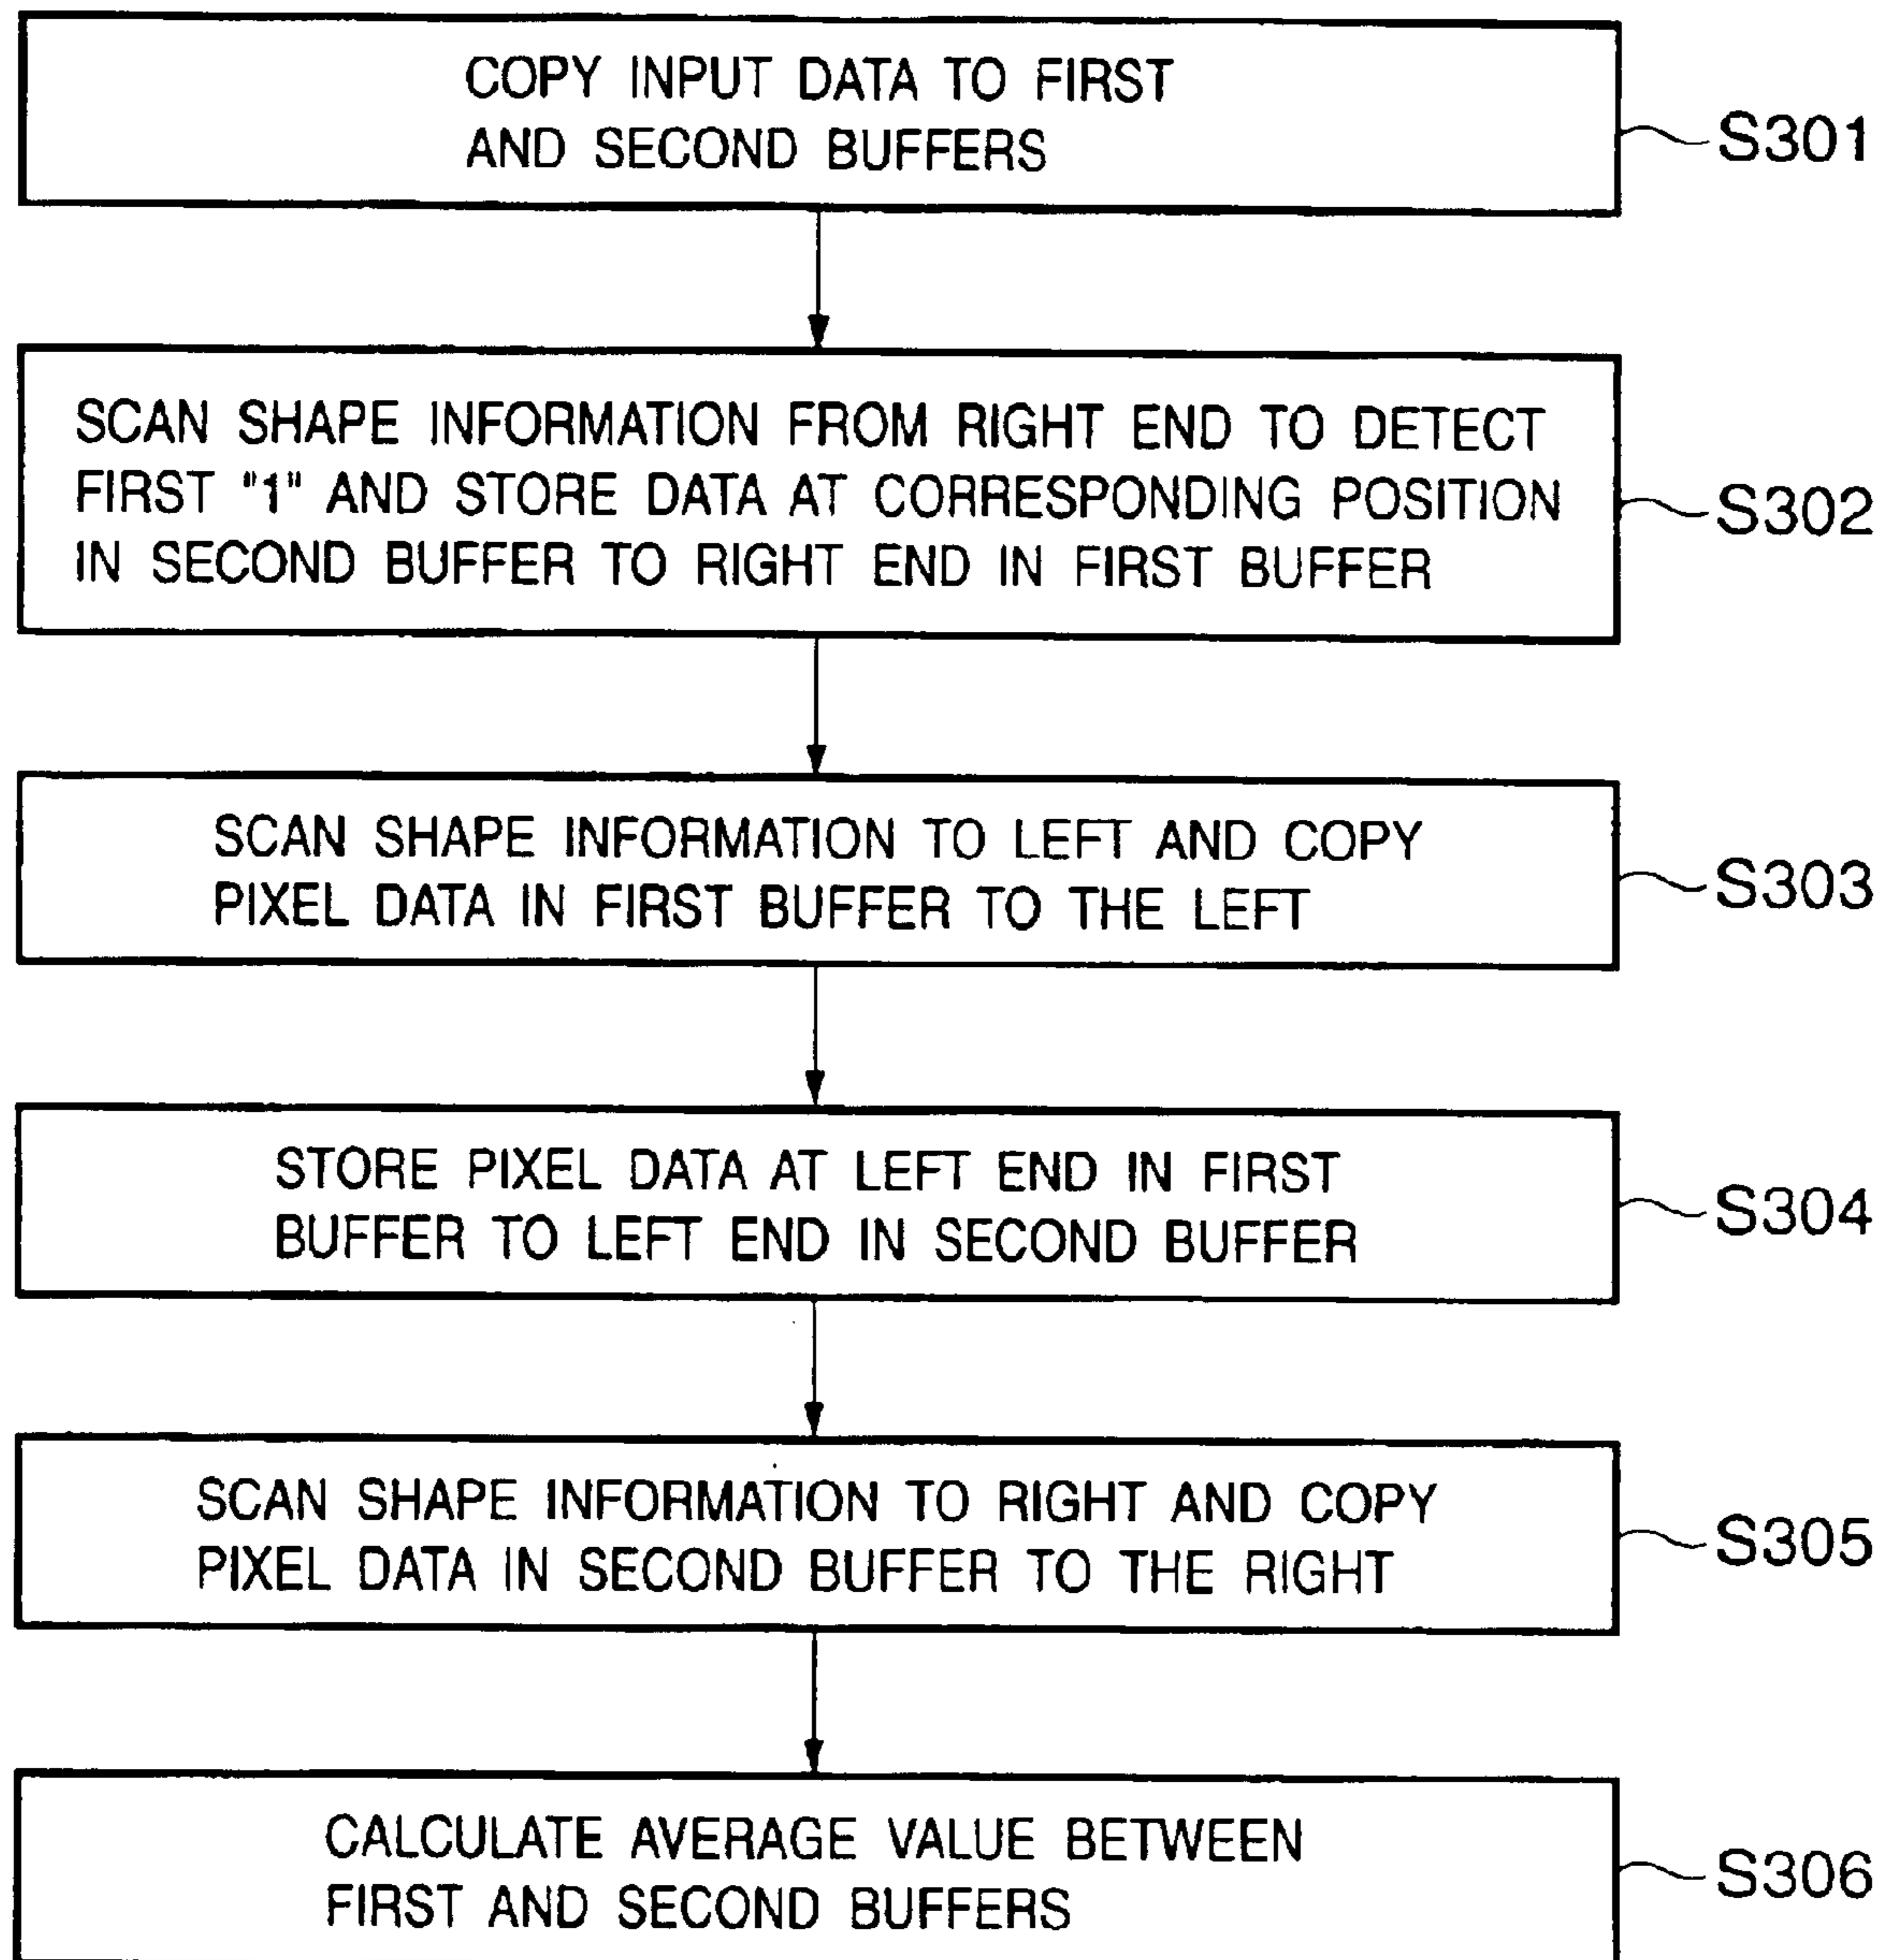 COPY INPUT DATA TO FIRST
AND SECOND BUFFERS
S301
SCAN SHAPE INFORMATION FROM RIGHT END TO DETECT
FIRST "1" AND STORE DATA AT CORRESPONDING POSITION
IN SECOND BUFFER TO RIGHT END IN FIRST BUFFER
S302
SCAN SHAPE INFORMATION TO LEFT AND COPY
PIXEL DATA IN FIRST BUFFER TO THE LEFT
S303
STORE PIXEL DATA AT LEFT END IN FIRST
BUFFER TO LEFT END IN SECOND BUFFER
S304
SCAN SHAPE INFORMATION TO RIGHT AND COPY
PIXEL DATA IN SECOND BUFFER TO THE RIGHT
S305
CALCULATE AVERAGE VALUE BETWEEN
FIRST AND SECOND BUFFERS
S306